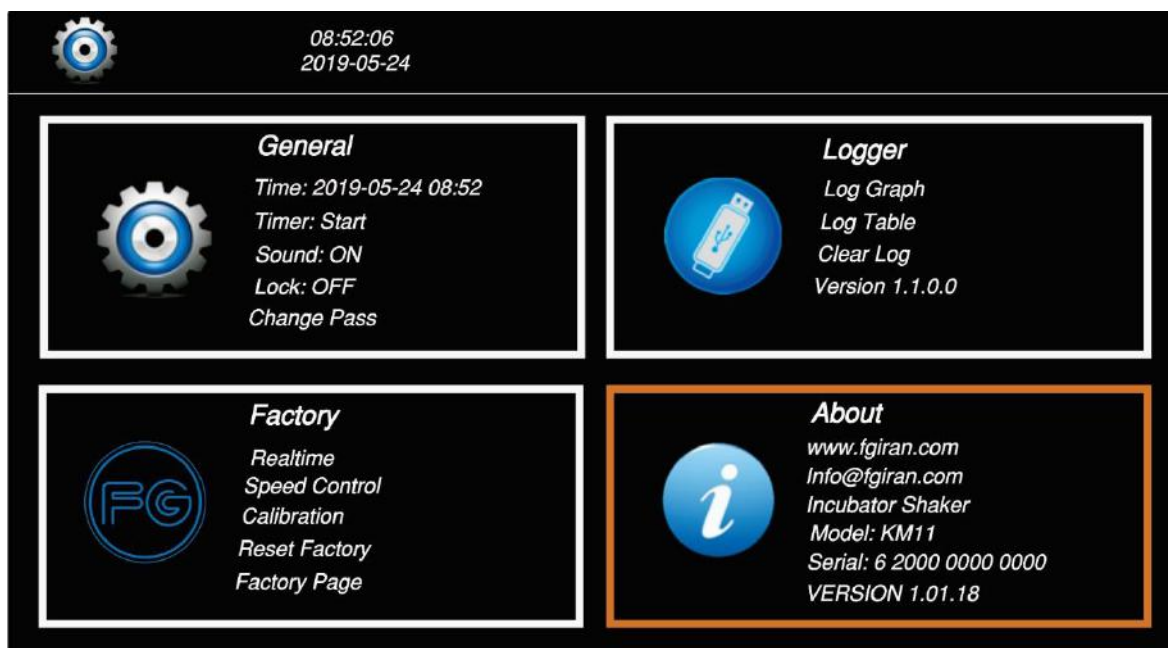 08:52:06
2019-05-24
General
Time: 2019-05-24 08:52
Timer: Start
Sound: ON
Lock: OFF
Change Pass
Logger
Log Graph
Log Table
Clear Log
Version 1.1.0.0
Factory
FG
Realtime
Speed Control
Calibration
Reset Factory
Factory Page
About
i
www.fgiran.com
Info@fgiran.com
Incubator Shaker
Model: KM11
Serial: 6 2000 0000 0000
VERSION 1.01.18